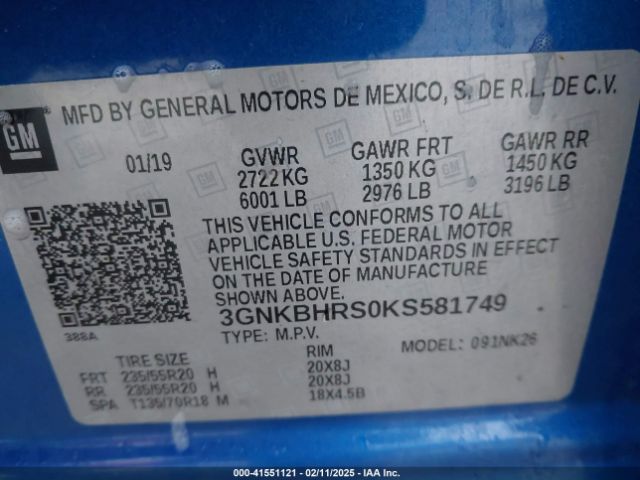 GM
MFD BY GENERAL MOTORS DE MEXICO, S. DE R.L. DE C.V.
01/19 GVWR GAWR FRT GAWR RR
2722 KG 1350 KG 1450 KG
6001 LB 2976 LB 3196 LB
THIS VEHICLE CONFORMS TO ALL
APPLICABLE U.S. FEDERAL MOTOR
VEHICLE SAFETY STANDARDS IN EFFECT
ON THE DATE OF MANUFACTURE
SHOWN ABOVE.
388A 3GNKBHRS0KS581749
TYPE: M.P.V. MODEL: 091NK26
TIRE SIZE RIM
FRT 235/55R20 H 20X8J
RR 235/55R20 H 20X8J
SPA T135/70R18 M 18X4.5B
000-41551121 - 02/11/2025 - IAA Inc.